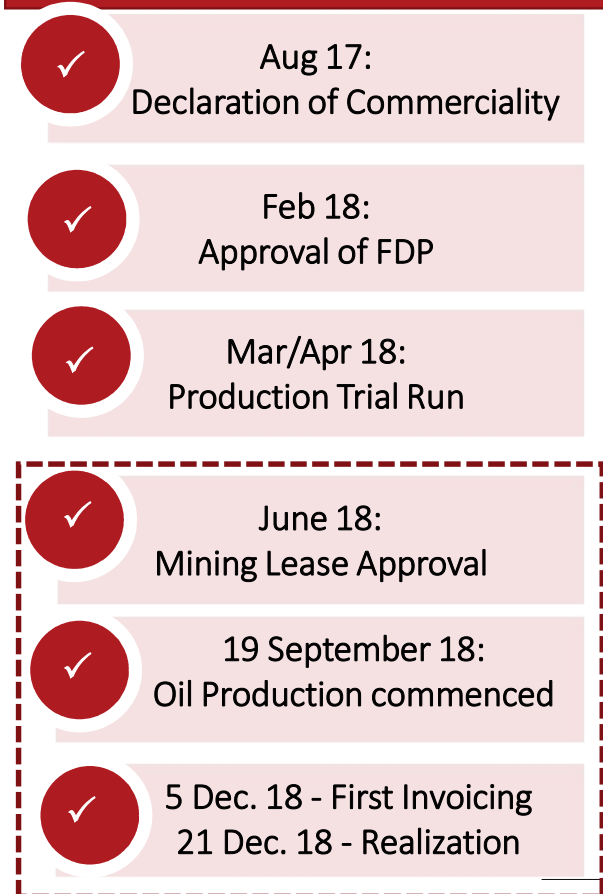 Aug 17:
Declaration of Commerciality
Feb 18:
Approval of FDP
Mar/Apr 18:
Production Trial Run
June 18:
Mining Lease Approval
19 September 18:
Oil Production commenced
5 Dec. 18 - First Invoicing
21 Dec. 18 - Realization